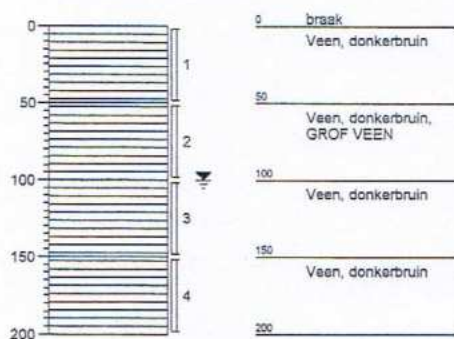 0
50
100
150
200
1
2
3
4
0
braak
Veen, donkerbruin
50
Veen, donkerbruin,
GROF VEEN
100
Veen, donkerbruin
150
Veen, donkerbruin
200